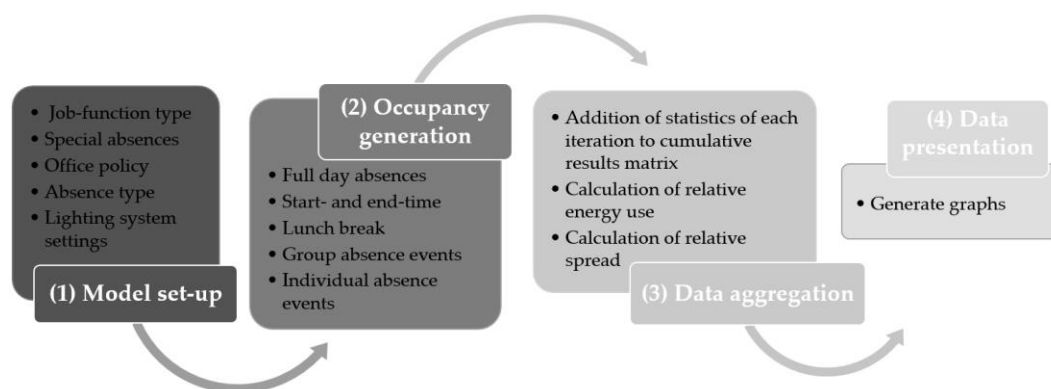 • Job-function type
• Special absences
• Office policy
• Absence type
• Lighting system
settings
(1) Model set-up
(2) Occupancy
generation
• Full day absences
• Start- and end-time
• Lunch break
• Group absence events
• Individual absence
events
• Addition of statistics of each
iteration to cumulative
results matrix
• Calculation of relative
energy use
• Calculation of relative
spread
(3) Data aggregation
(4) Data
presentation
• Generate graphs